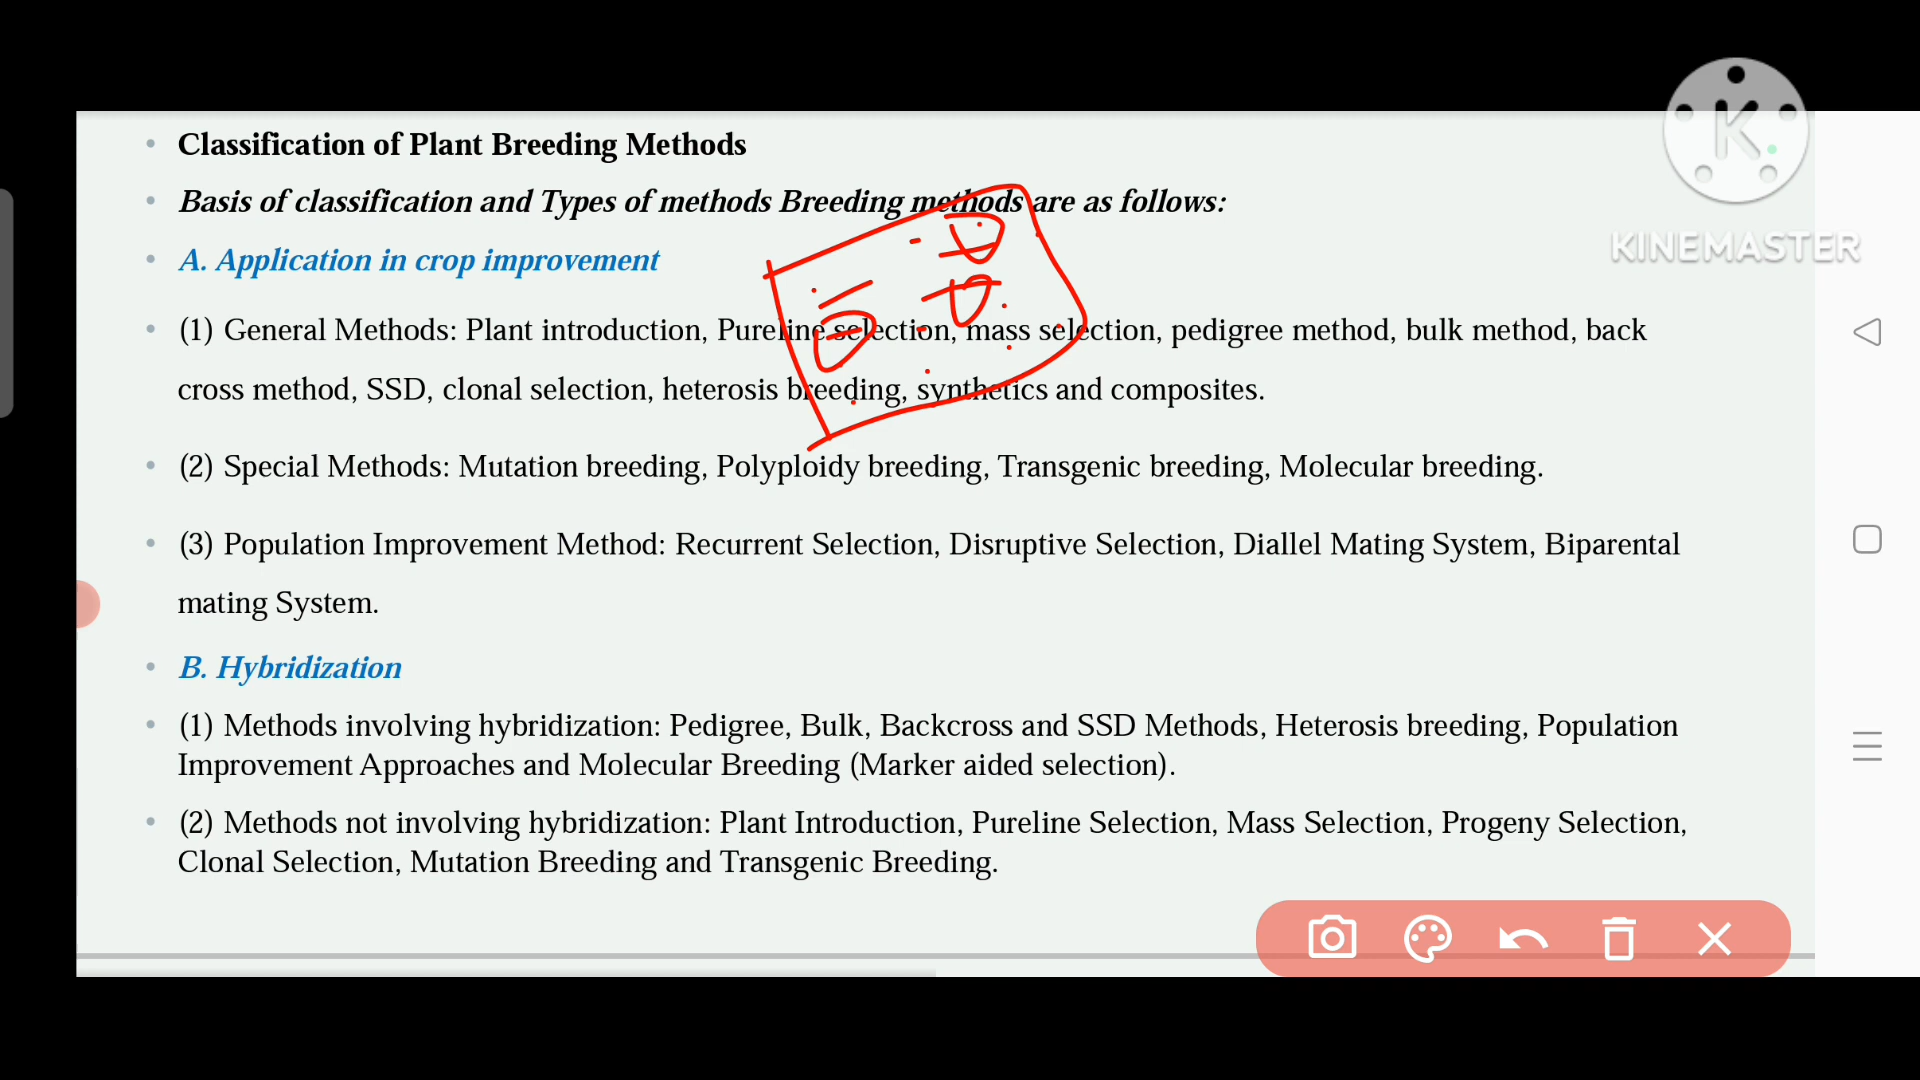 Classification of Plant Breeding Methods
Basis of classification and Types of methods Breeding methods are as follows:
A. Application in crop improvement
(1) General Methods: Plant introduction, Pureline selection, mass selection, pedigree method, bulk method, back
cross method, SSD, clonal selection, heterosis breeding, synthetics and composites.
(2) Special Methods: Mutation breeding, Polyploidy breeding, Transgenic breeding, Molecular breeding.
(3) Population Improvement Method: Recurrent Selection, Disruptive Selection, Diallel Mating System, Biparental
mating System.
B. Hybridization
(1) Methods involving hybridization: Pedigree, Bulk, Backcross and SSD Methods, Heterosis breeding, Population
Improvement Approaches and Molecular Breeding (Marker aided selection).
(2) Methods not involving hybridization: Plant Introduction, Pureline Selection, Mass Selection, Progeny Selection,
Clonal Selection, Mutation Breeding and Transgenic Breeding.
K
KINEMASTER